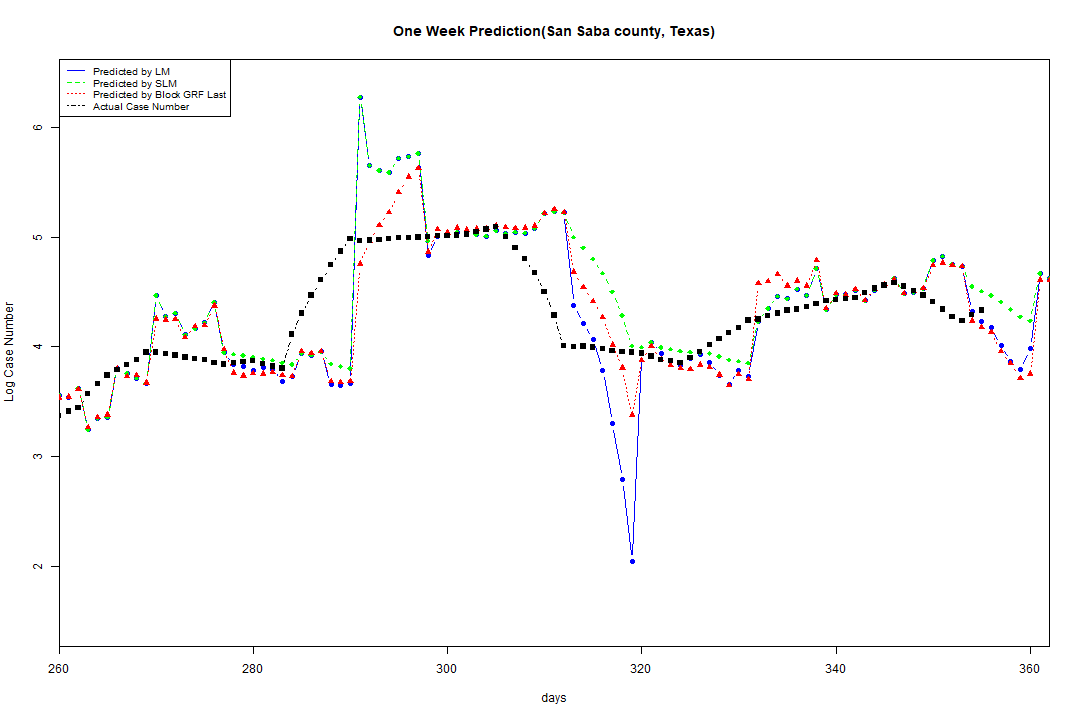 One Week Prediction(San Saba county, Texas)
Predicted by LM
Predicted by SLM
Predicted by Block GRF Last
Actual Case Number
6
5
4
3
2
Log Case Number
260 280 300 320 340 360
days